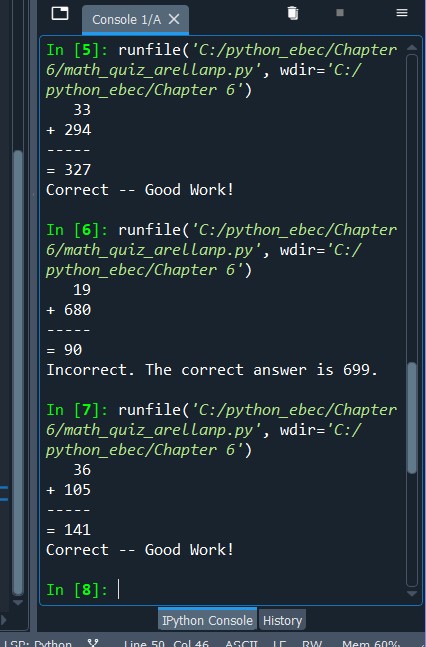 Console 1/A
In [5]: runfile('C:/python_ebec/Chapter
6/math_quiz_arellanp.py', wdir='C:/
python_ebec/Chapter 6')
   33
+ 294
-----
= 327
Correct -- Good Work!
In [6]: runfile('C:/python_ebec/Chapter
6/math_quiz_arellanp.py', wdir='C:/
python_ebec/Chapter 6')
   19
+ 680
-----
= 90
Incorrect. The correct answer is 699.
In [7]: runfile('C:/python_ebec/Chapter
6/math_quiz_arellanp.py', wdir='C:/
python_ebec/Chapter 6')
   36
+ 105
-----
= 141
Correct -- Good Work!
In [8]:
IPython Console History
LSP: Python Line 50, Col 46 ASCII LF RW Mem 60%